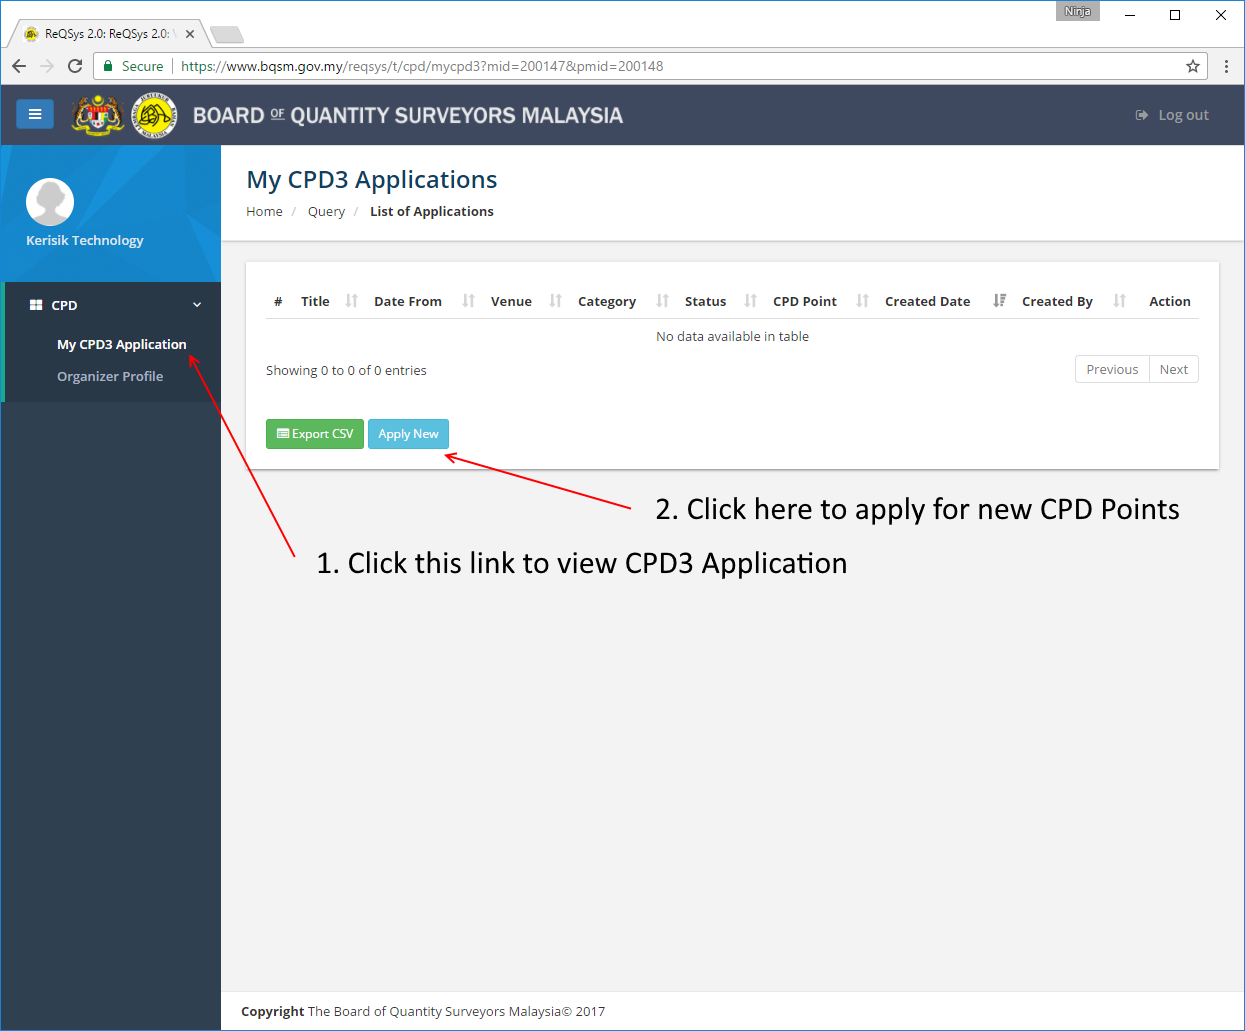 Ninja
ReQSys 2.0: ReQSys 2.0:
Secure https://www.bqsm.gov.my/reqsys/t/cpd/mycpd3?mid=200147&pmid=200148
BOARD OF QUANTITY SURVEYORS MALAYSIA
Log out
Kerisik Technology
CPD
My CPD3 Application
Organizer Profile
My CPD3 Applications
Home / Query / List of Applications
# Title Date From Venue Category Status CPD Point Created Date Created By Action
No data available in table
Showing 0 to 0 of 0 entries
Previous Next
Export CSV Apply New
2. Click here to apply for new CPD Points
1. Click this link to view CPD3 Application
Copyright The Board of Quantity Surveyors Malaysia© 2017